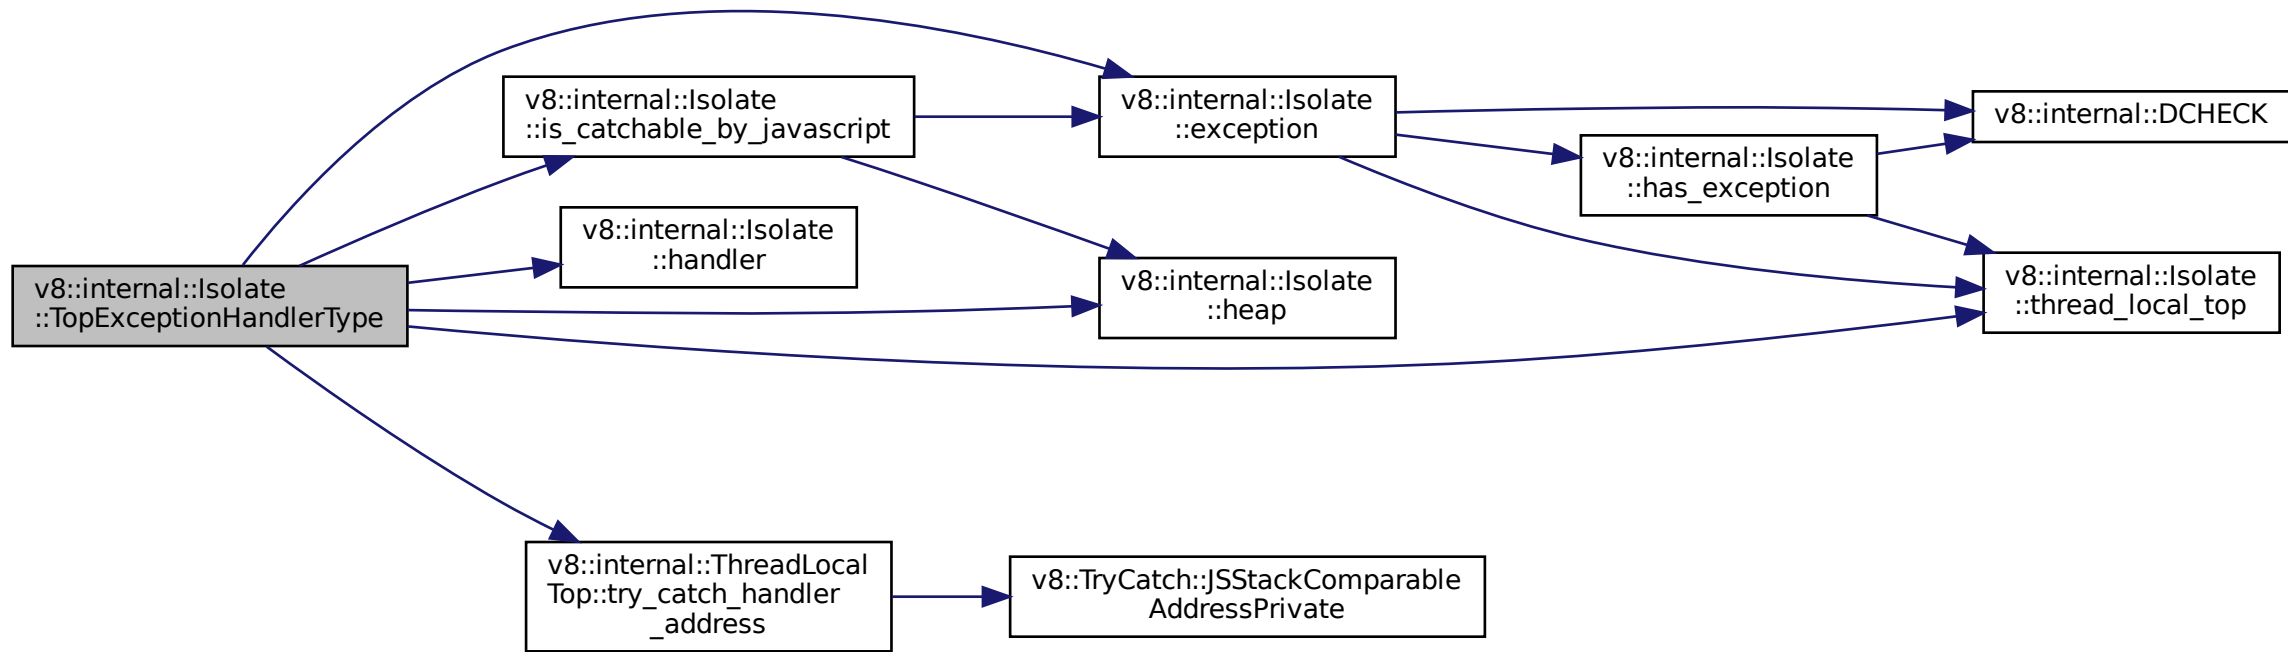 v8::internal::Isolate
::TopExceptionHandlerType
v8::internal::Isolate
::is_catchable_by_javascript
v8::internal::Isolate
::handler
v8::internal::ThreadLocal
Top::try_catch_handler
_address
v8::internal::Isolate
::exception
v8::internal::Isolate
::heap
v8::TryCatch::JSStackComparable
AddressPrivate
v8::internal::Isolate
::has_exception
v8::internal::DCHECK
v8::internal::Isolate
::thread_local_top